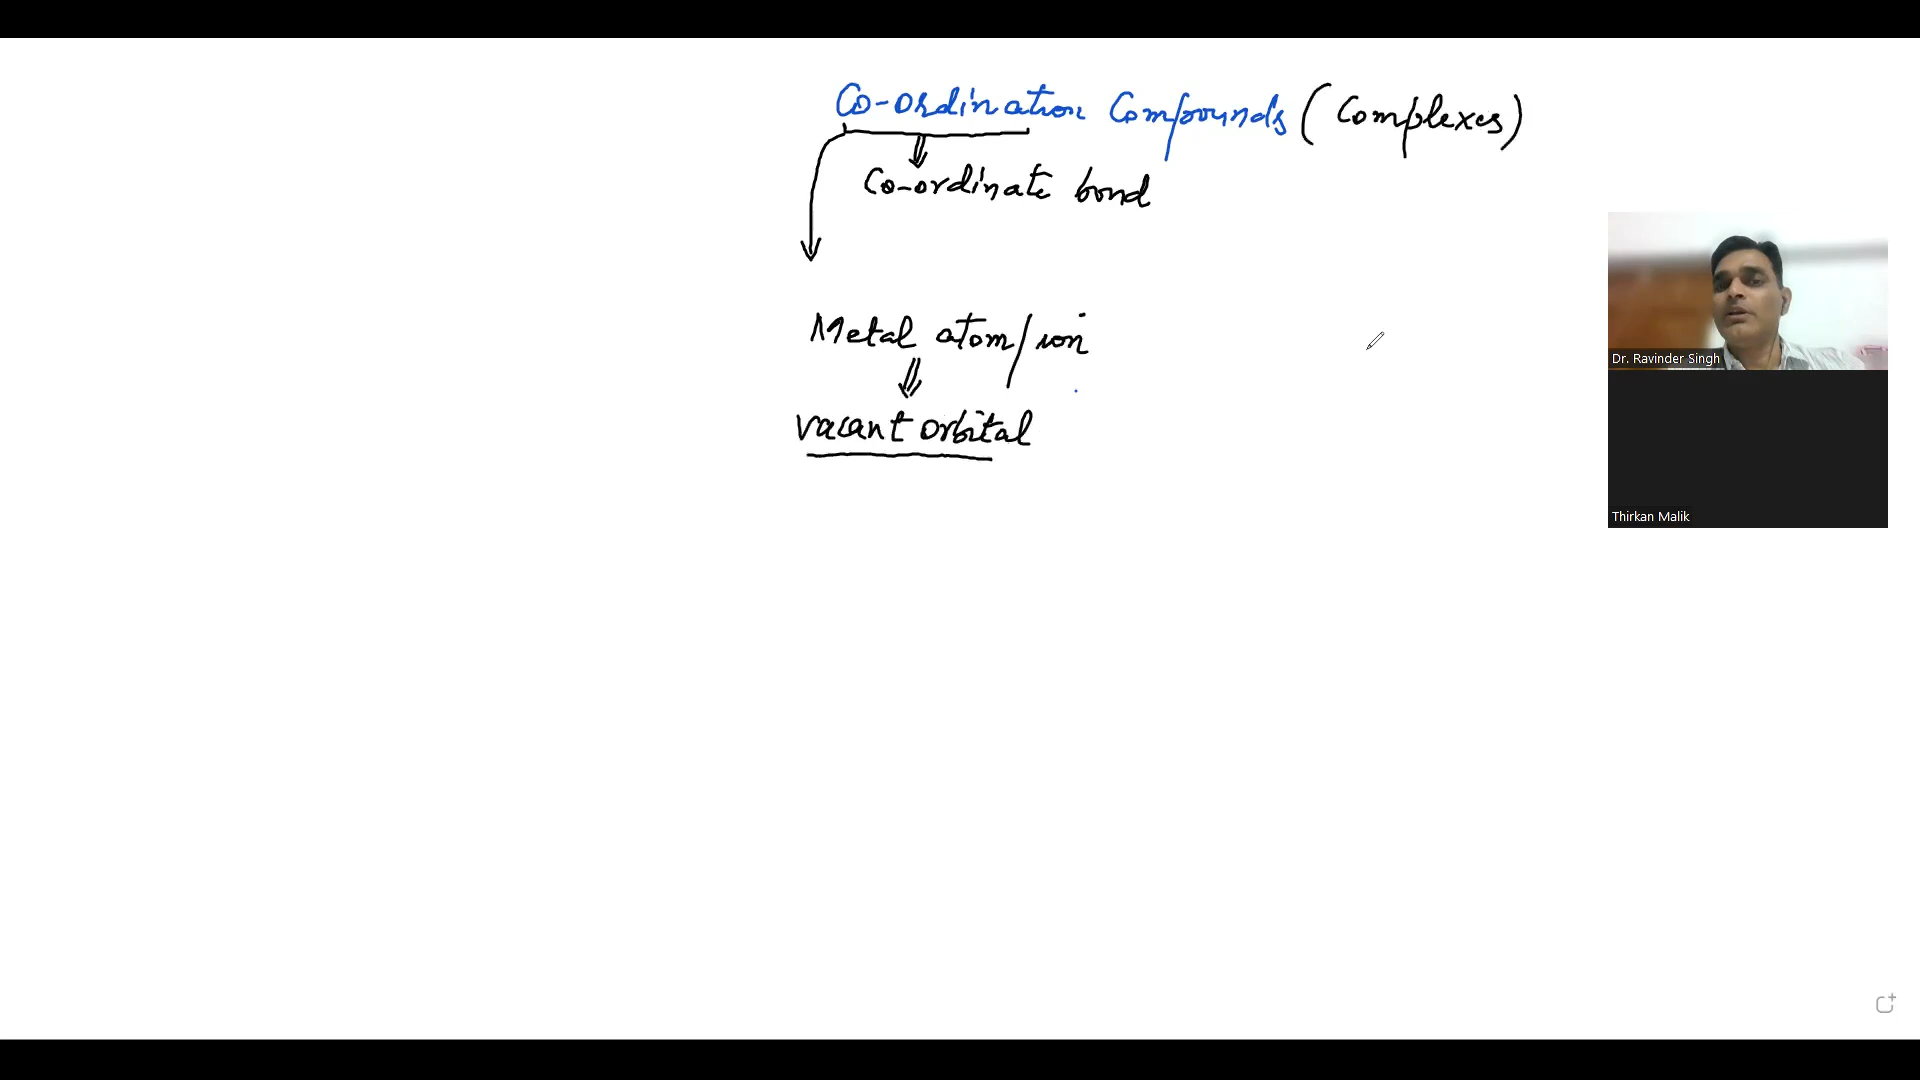 Co-ordination Compounds (Complexes)
Co-ordinate bond
Metal atom/ion
vacant orbital
Dr. Ravinder Singh
Thirkan Malik